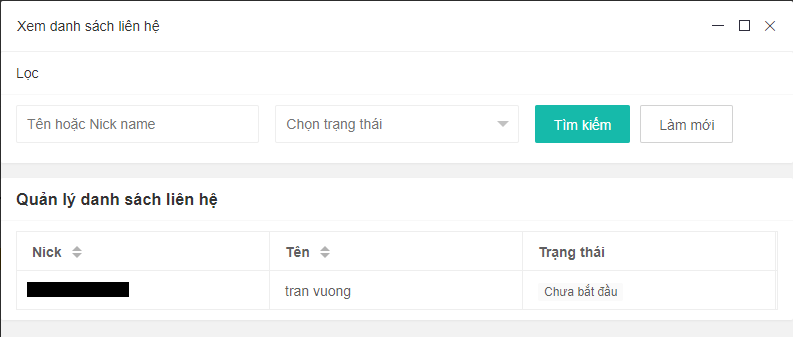 Xem danh sách liên hệ
Lọc
Tên hoặc Nick name Chọn trạng thái Tìm kiếm Làm mới
Quản lý danh sách liên hệ
Nick Tên Trạng thái
tran vuong Chưa bắt đầu